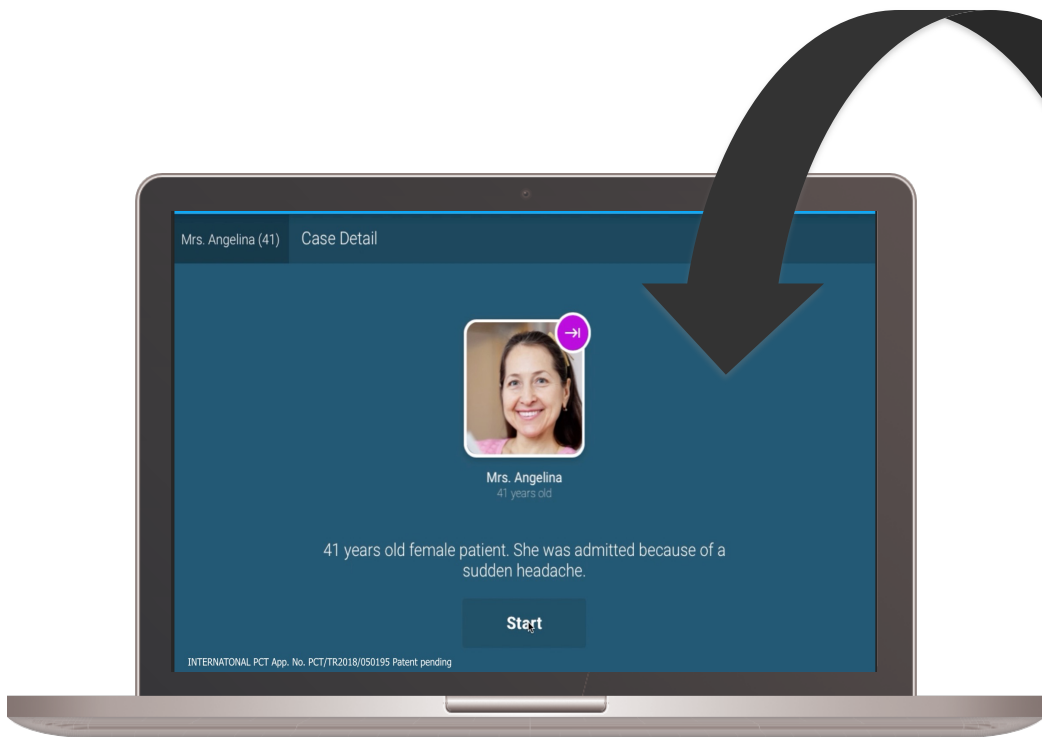 Mrs. Angelina (41)
Case Detail
Mrs. Angelina
41 years old
41 years old female patient. She was admitted because of a
sudden headache.
Start
INTERNATONAL PCT App. No. PCT/TR2018/050195 Patent pending